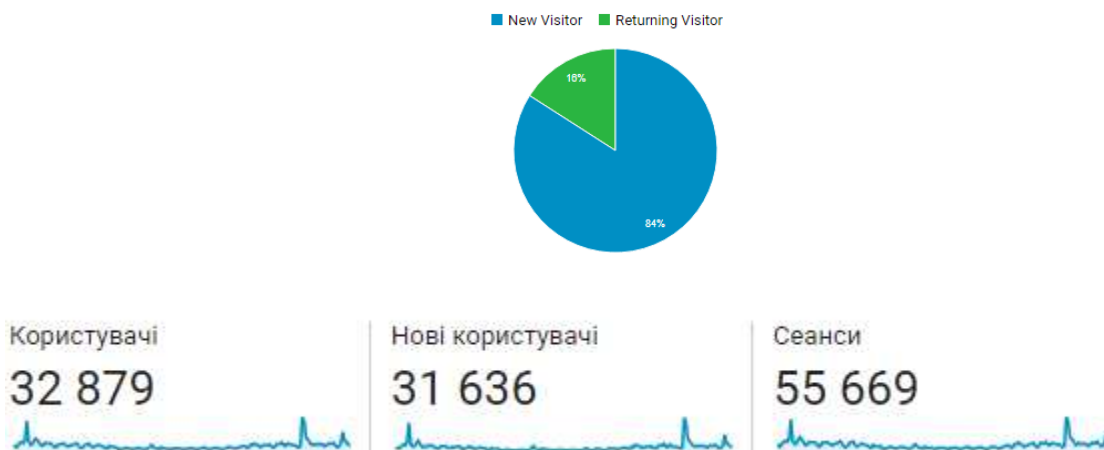 New Visitor Returning Visitor
16%
84%
Користувачі Нові користувачі Сеанси
32 879 31 636 55 669